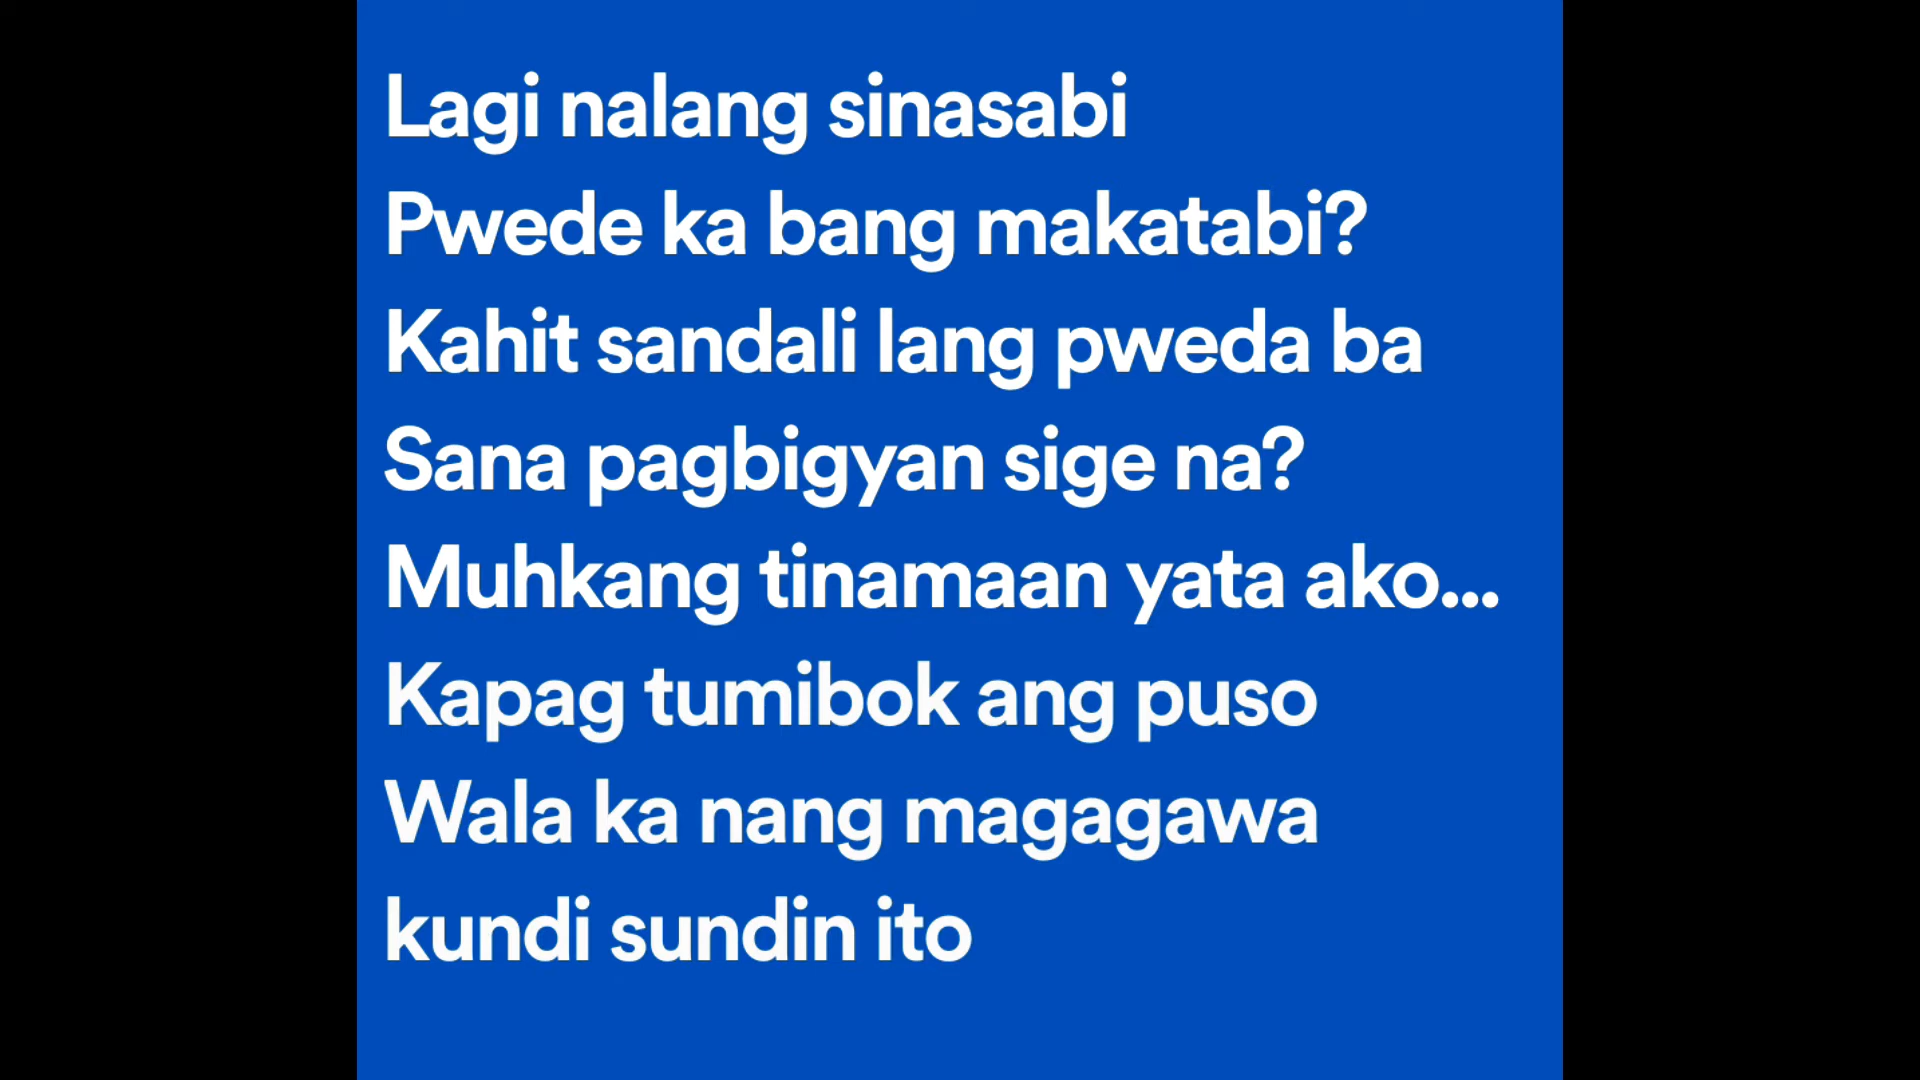 Lagi nalang sinasabi
Pwede ka bang makatabi?
Kahit sandali lang pweda ba
Sana pagbigyan sige na?
Muhkang tinamaan yata ako...
Kapag tumibok ang puso
Wala ka nang magagawa
kundi sundin ito